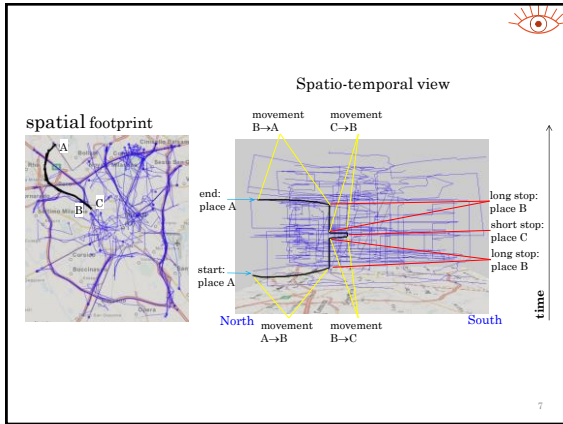 Spatio-temporal view
spatial footprint
movement
B→A
movement
C→B
A
B
C
end:
place A
start:
place A
long stop:
place B
short stop:
place C
long stop:
place B
North
South
movement
A→B
movement
B→C
time
7